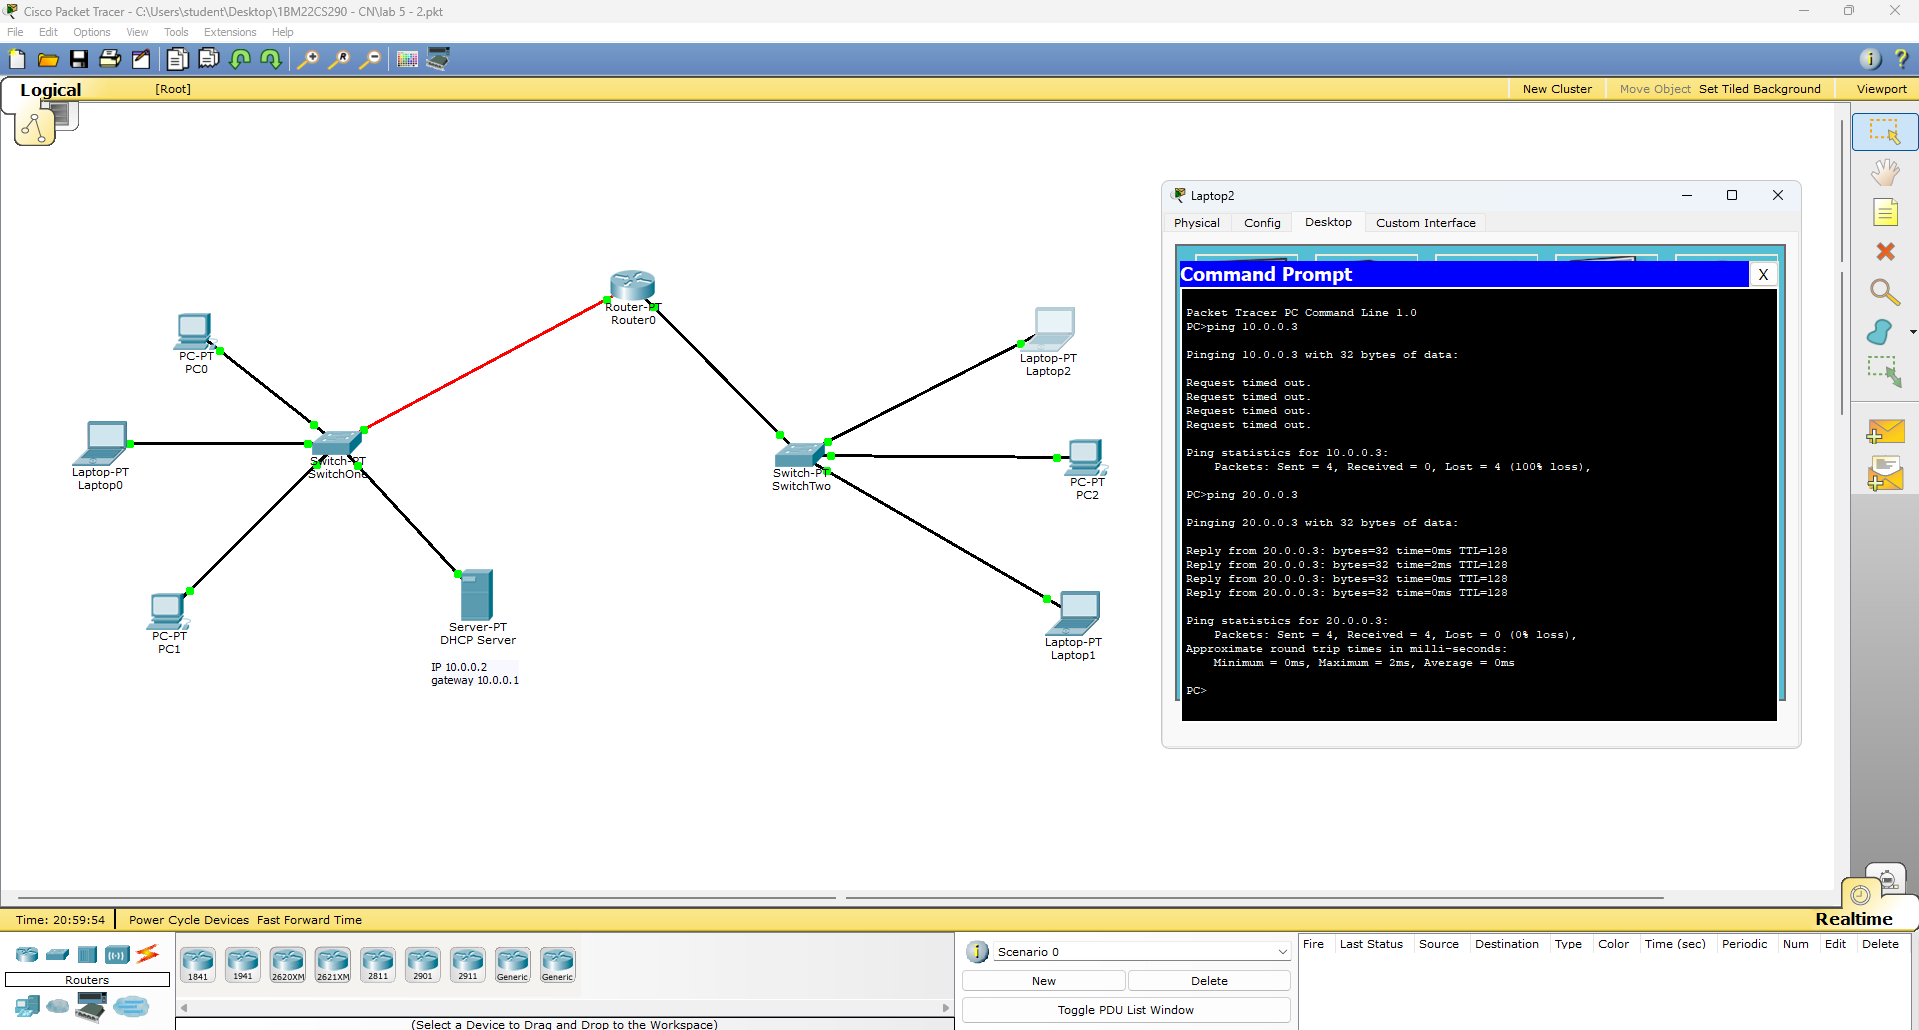 Cisco Packet Tracer - C:\Users\student\Desktop\1BM22CS290 - CN\lab 5 - 2.pkt
File Edit Options View Tools Extensions Help
Logical [Root] New Cluster Move Object Set Tiled Background Viewport
Router-PT
Router0
PC-PT
PC0
Laptop-PT
Laptop0
Switch-PT
SwitchOne
PC-PT
PC1
Server-PT
DHCP Server
IP 10.0.0.2
gateway 10.0.0.1
Switch-PT
SwitchTwo
Laptop-PT
Laptop2
PC-PT
PC2
Laptop-PT
Laptop1
Laptop2
Physical Config Desktop Custom Interface
Command Prompt X
Packet Tracer PC Command Line 1.0
PC>ping 10.0.0.3
Pinging 10.0.0.3 with 32 bytes of data:
Request timed out.
Request timed out.
Request timed out.
Request timed out.
Ping statistics for 10.0.0.3:
Packets: Sent = 4, Received = 0, Lost = 4 (100% loss),
PC>ping 20.0.0.3
Pinging 20.0.0.3 with 32 bytes of data:
Reply from 20.0.0.3: bytes=32 time=0ms TTL=128
Reply from 20.0.0.3: bytes=32 time=2ms TTL=128
Reply from 20.0.0.3: bytes=32 time=0ms TTL=128
Reply from 20.0.0.3: bytes=32 time=0ms TTL=128
Ping statistics for 20.0.0.3:
Packets: Sent = 4, Received = 4, Lost = 0 (0% loss),
Approximate round trip times in milli-seconds:
Minimum = 0ms, Maximum = 2ms, Average = 0ms
PC>
Time: 20:59:54 Power Cycle Devices Fast Forward Time
Realtime
Routers
1841 1941 2620XM 2621XM 2811 2901 2911 Generic Generic
(Select a Device to Drag and Drop to the Workspace)
Scenario 0
New Delete
Toggle PDU List Window
Fire Last Status Source Destination Type Color Time (sec) Periodic Num Edit Delete